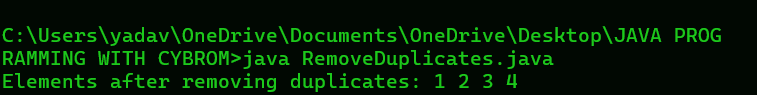 C:\Users\yadav\OneDrive\Documents\OneDrive\Desktop\JAVA PROG
RAMMING WITH CYBROM>java RemoveDuplicates.java
Elements after removing duplicates: 1 2 3 4